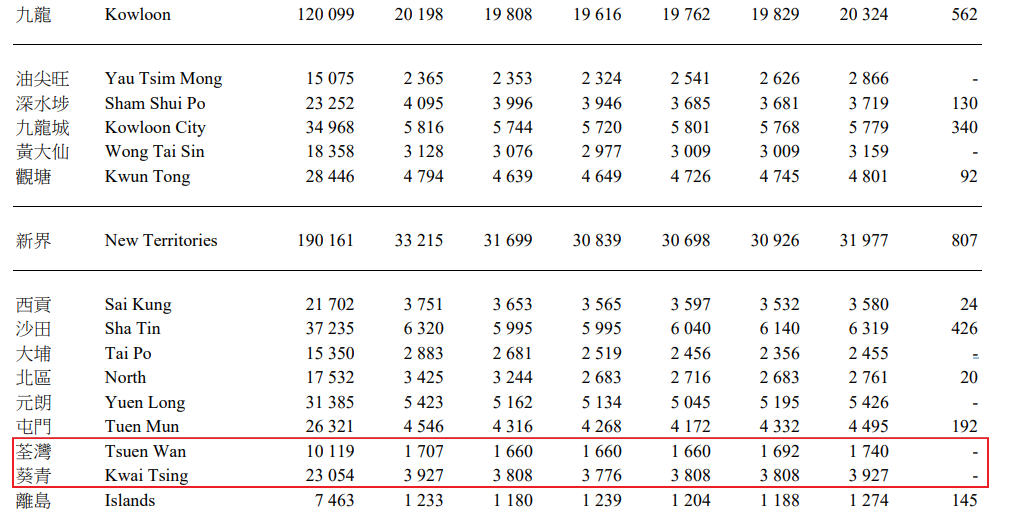 九龍 Kowloon 120 099 20 198 19 808 19 616 19 762 19 829 20 324 562
油尖旺 Yau Tsim Mong 15 075 2 365 2 353 2 324 2 541 2 626 2 866 -
深水埗 Sham Shui Po 23 252 4 095 3 996 3 946 3 685 3 681 3 719 130
九龍城 Kowloon City 34 968 5 816 5 744 5 720 5 801 5 768 5 779 340
黃大仙 Wong Tai Sin 18 358 3 128 3 076 2 977 3 009 3 009 3 159 -
觀塘 Kwun Tong 28 446 4 794 4 639 4 649 4 726 4 745 4 801 92
新界 New Territories 190 161 33 215 31 699 30 839 30 698 30 926 31 977 807
西貢 Sai Kung 21 702 3 751 3 653 3 565 3 597 3 532 3 580 24
沙田 Sha Tin 37 235 6 320 5 995 5 995 6 040 6 140 6 319 426
大埔 Tai Po 15 350 2 883 2 681 2 519 2 456 2 356 2 455 -
北區 North 17 532 3 425 3 244 2 683 2 716 2 683 2 761 20
元朗 Yuen Long 31 385 5 423 5 162 5 134 5 045 5 195 5 426 -
屯門 Tuen Mun 26 321 4 546 4 316 4 268 4 172 4 332 4 495 192
荃灣 Tsuen Wan 10 119 1 707 1 660 1 660 1 660 1 692 1 740 -
葵青 Kwai Tsing 23 054 3 927 3 808 3 776 3 808 3 808 3 927 -
離島 Islands 7 463 1 233 1 180 1 239 1 204 1 188 1 274 145